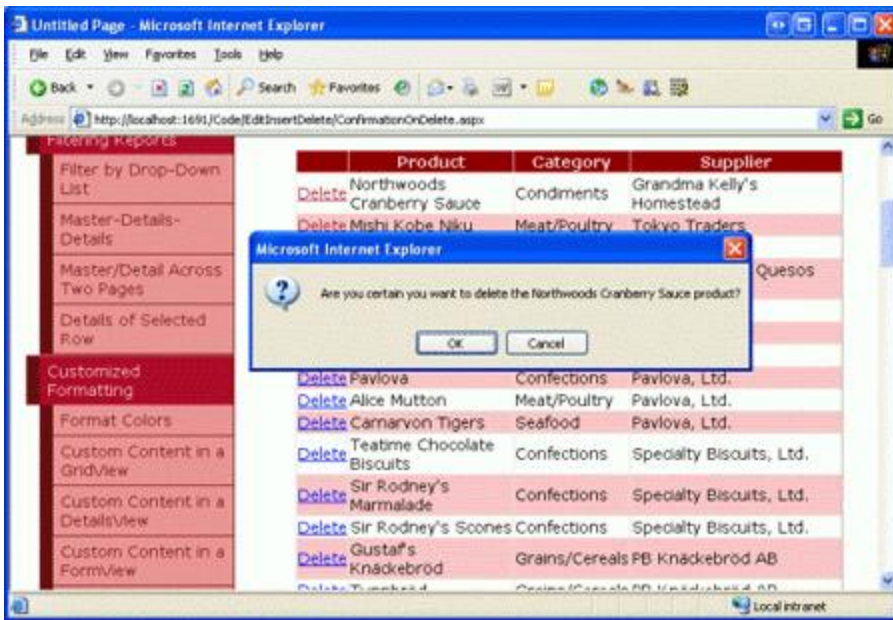 Untitled Page - Microsoft Internet Explorer
File Edit View Favorites Tools Help
Back Search Favorites
Address http://localhost:1691/Code/EditInsertDelete/ConfirmationOnDelete.aspx Go
Filtering Reports
Filter by Drop-Down
List
Master-Details-
Details
Master/Detail Across
Two Pages
Details of Selected
Row
Customized
Formatting
Format Colors
Custom Content in a
GridView
Custom Content in a
DetailsView
Custom Content in a
FormView
Product Category Supplier
Delete Northwoods Cranberry Sauce Condiments Grandma Kelly's Homestead
Delete Mishi Kobe Niku Meat/Poultry Tokyo Traders
Quesos
Microsoft Internet Explorer
Are you certain you want to delete the Northwoods Cranberry Sauce product?
OK Cancel
Delete Pavlova Confections Pavlova, Ltd.
Delete Alice Mutton Meat/Poultry Pavlova, Ltd.
Delete Carnarvon Tigers Seafood Pavlova, Ltd.
Delete Teatime Chocolate Biscuits Confections Specialty Biscuits, Ltd.
Delete Sir Rodney's Marmalade Confections Specialty Biscuits, Ltd.
Delete Sir Rodney's Scones Confections Specialty Biscuits, Ltd.
Delete Gustaf's Knäckebröd Grains/Cereals PB Knäckebröd AB
Local intranet